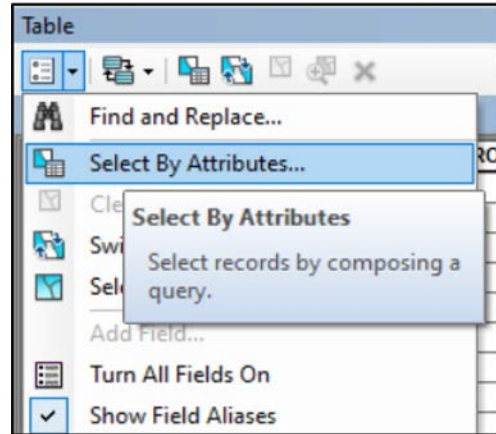 Table
Find and Replace...
Select By Attributes...
Select By Attributes
Select records by composing a
query.
Add Field...
Turn All Fields On
Show Field Aliases